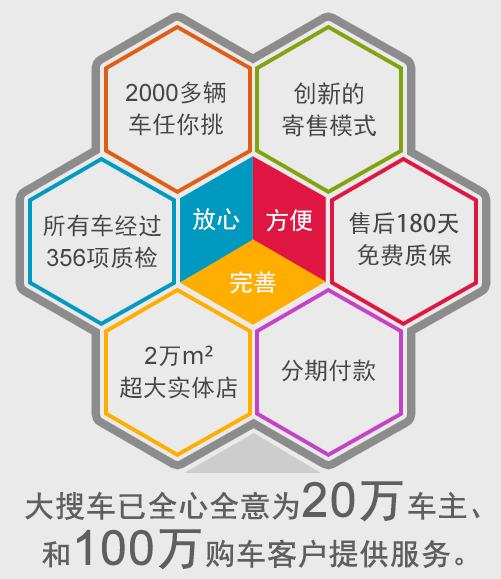 2000多辆
车任你挑
创新的
寄售模式
所有车经过
356项质检
放心
方便
完善
售后180天
免费质保
2万m²
超大实体店
分期付款
大搜车已全心全意为20万车主、
和100万购车客户提供服务。